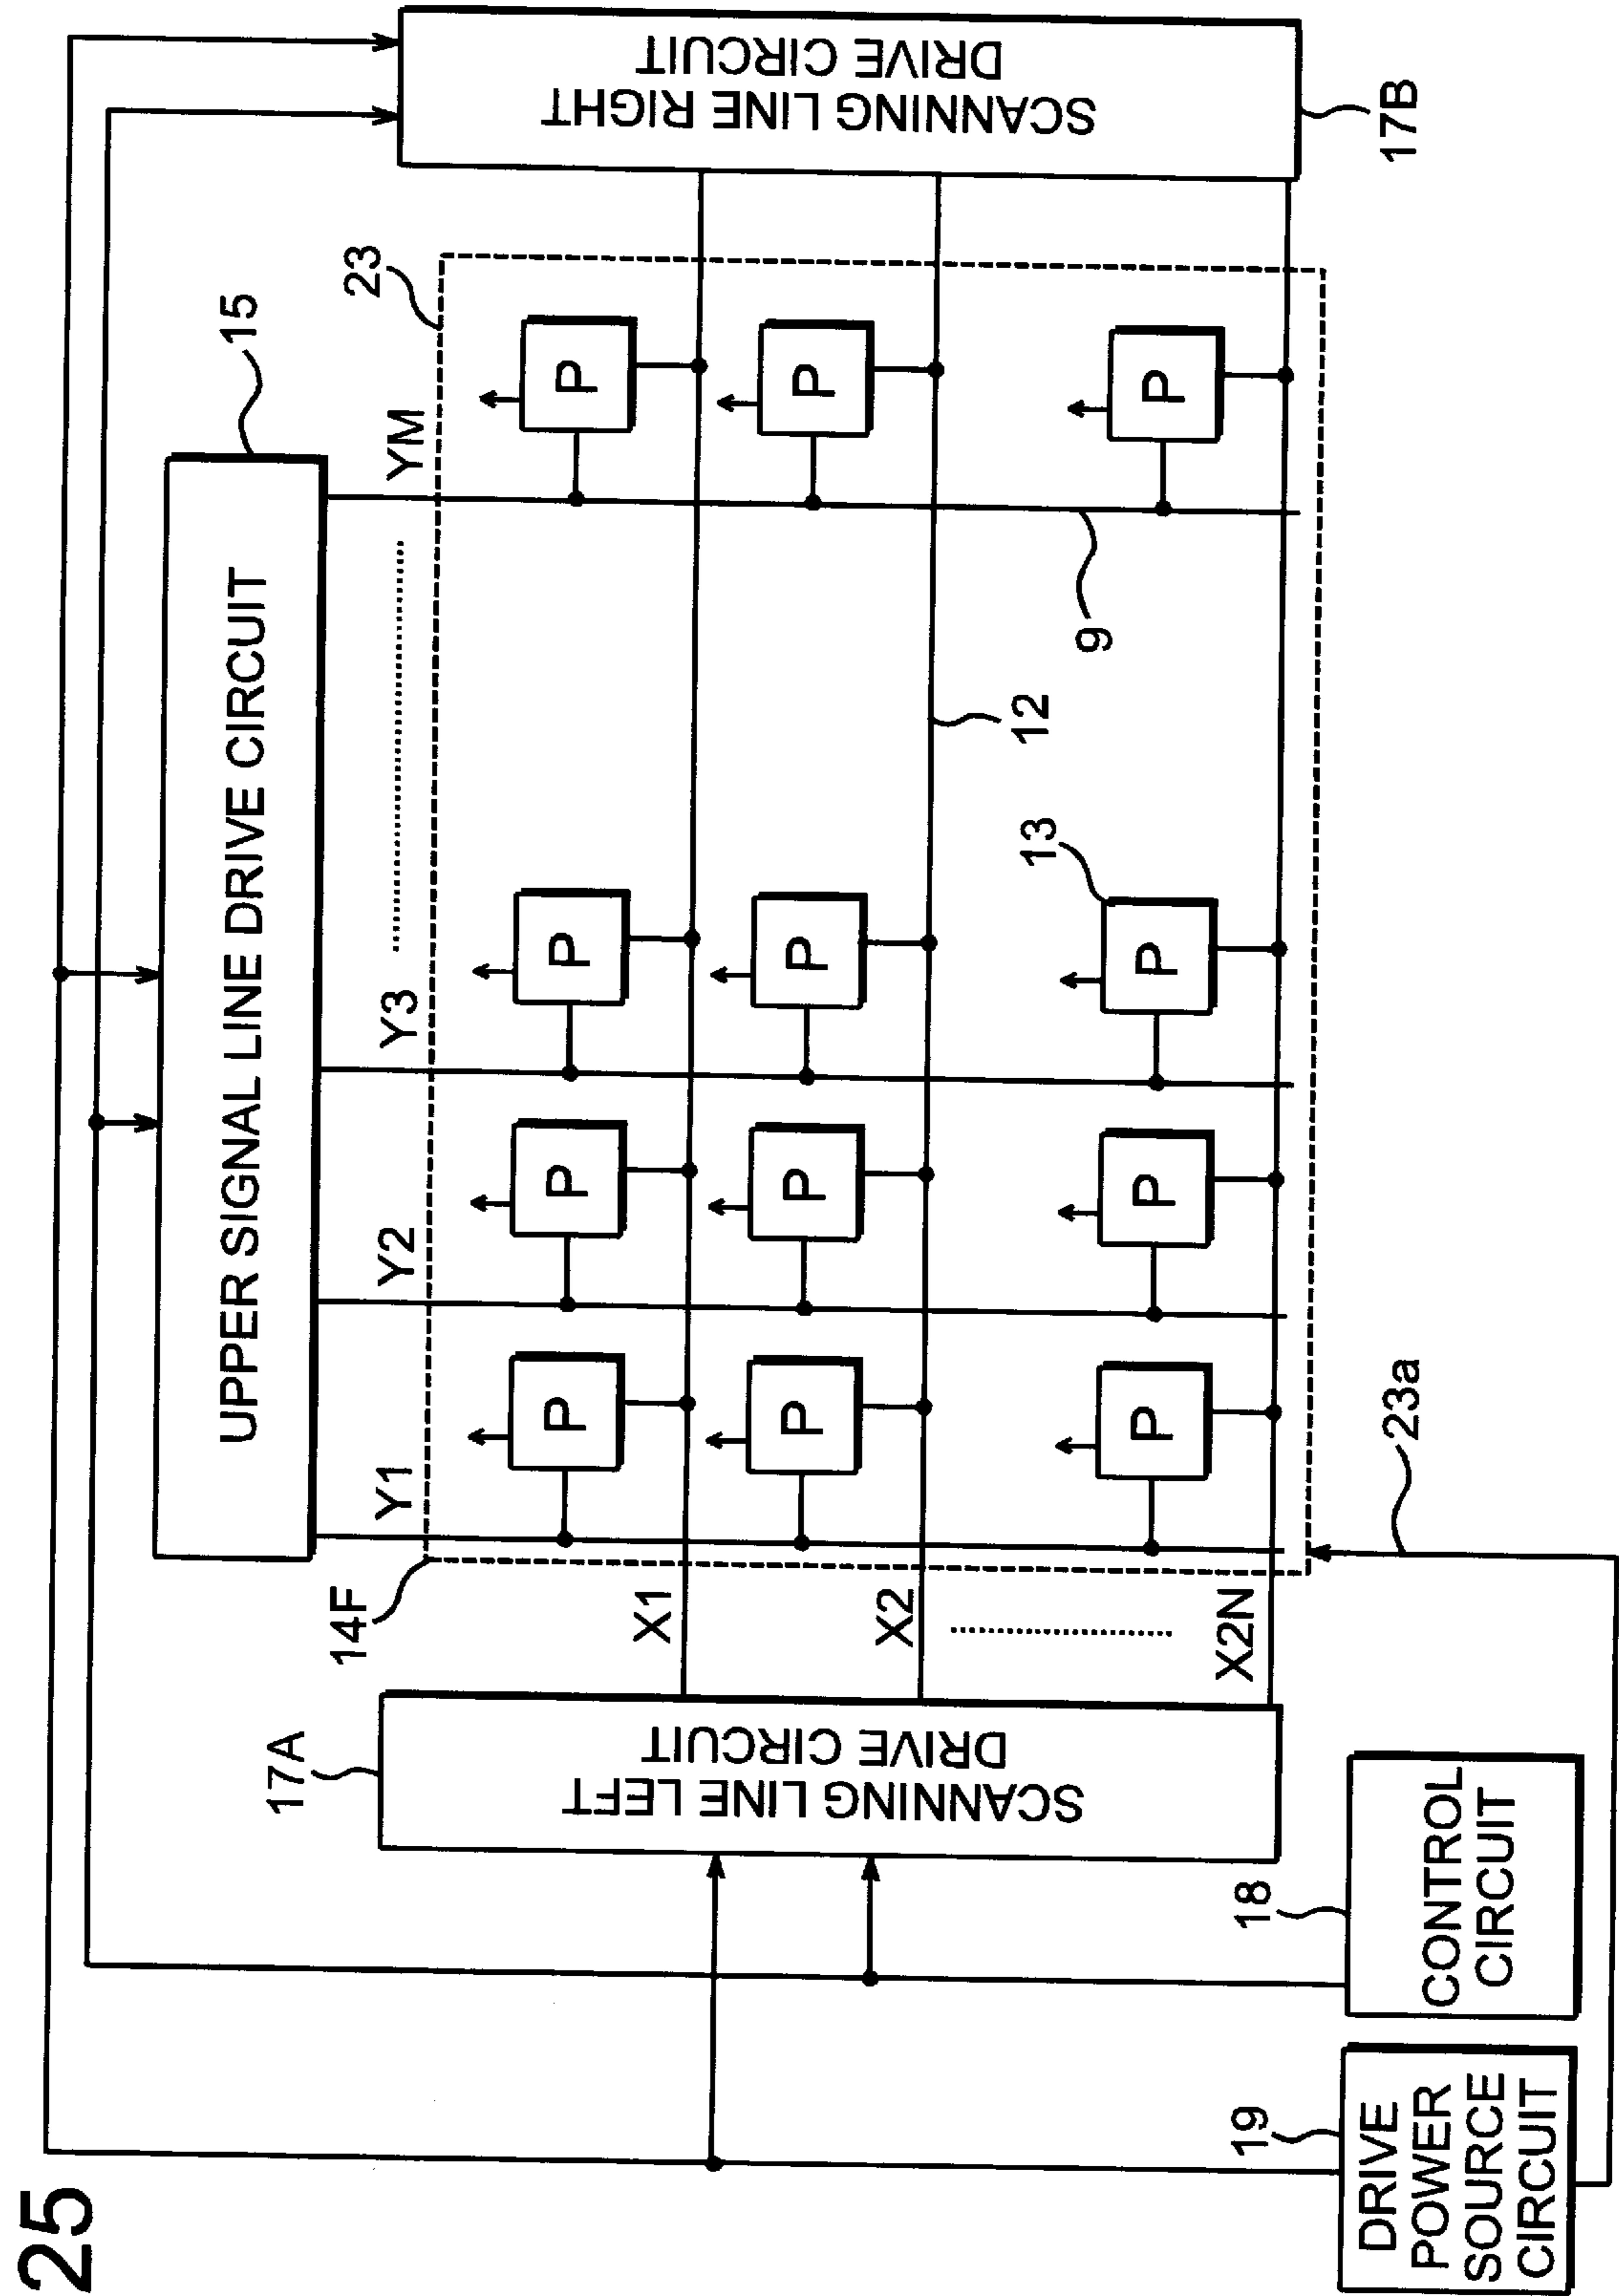 25
15
UPPER SIGNAL LINE DRIVE CIRCUIT
14F
Y1
Y2
Y3
YM
23
17A
SCANNING LINE LEFT
DRIVE CIRCUIT
X1
P
P
P
P
X2
P
P
P
P
12
X2N
P
P
P
P
13
9
SCANNING LINE RIGHT
DRIVE CIRCUIT
17B
23a
19
DRIVE
POWER
SOURCE
CIRCUIT
18
CONTROL
CIRCUIT